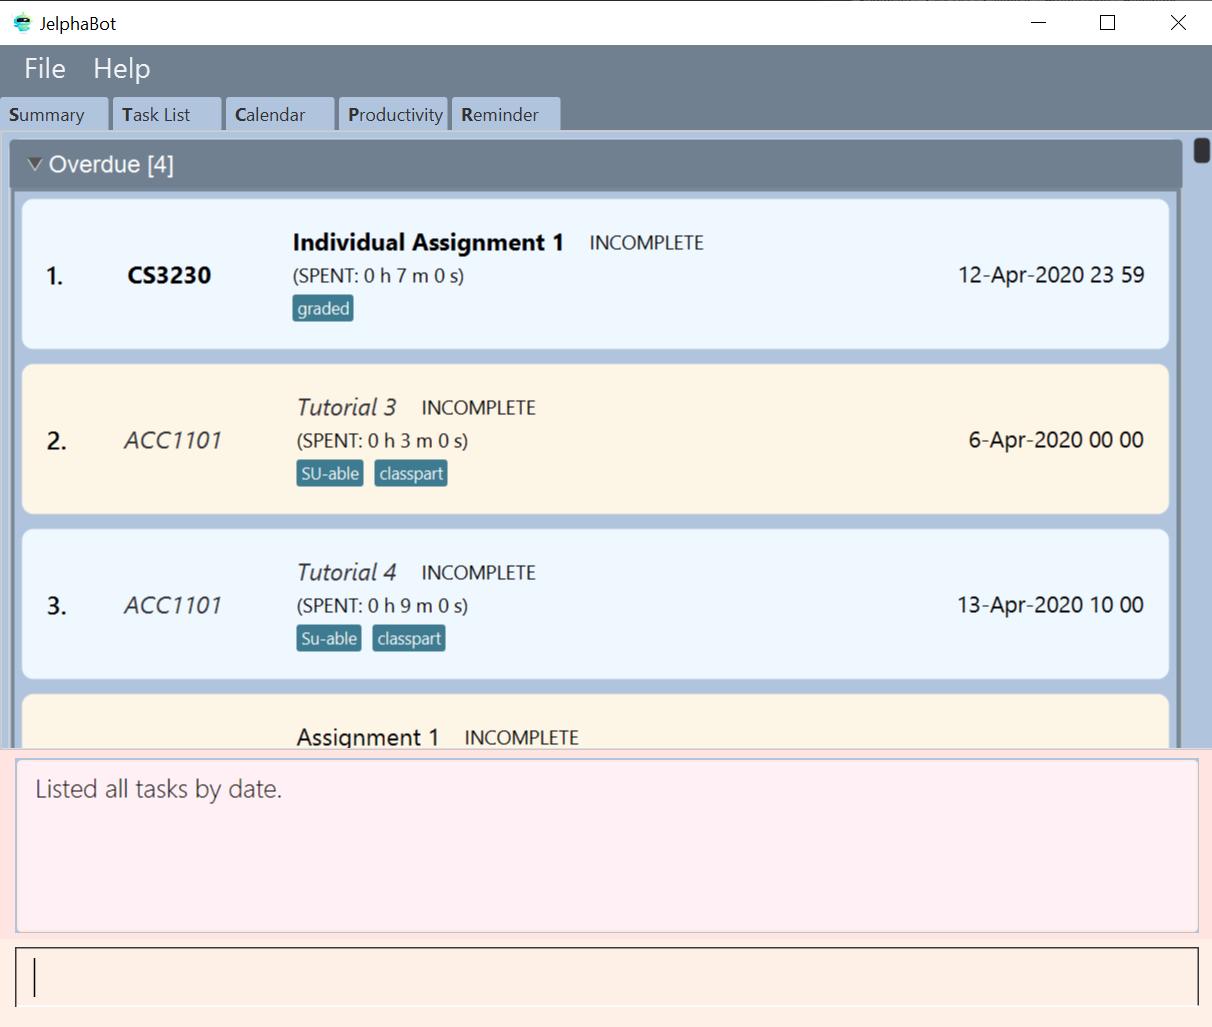 JelphaBot
File Help
Summary Task List Calendar Productivity Reminder
Overdue [4]
Individual Assignment 1 INCOMPLETE
1. CS3230 (SPENT: 0 h 7 m 0 s) 12-Apr-2020 23 59
graded
Tutorial 3 INCOMPLETE
2. ACC1101 (SPENT: 0 h 3 m 0 s) 6-Apr-2020 00 00
SU-able classpart
Tutorial 4 INCOMPLETE
3. ACC1101 (SPENT: 0 h 9 m 0 s) 13-Apr-2020 10 00
Su-able classpart
Assignment 1 INCOMPLETE
Listed all tasks by date.